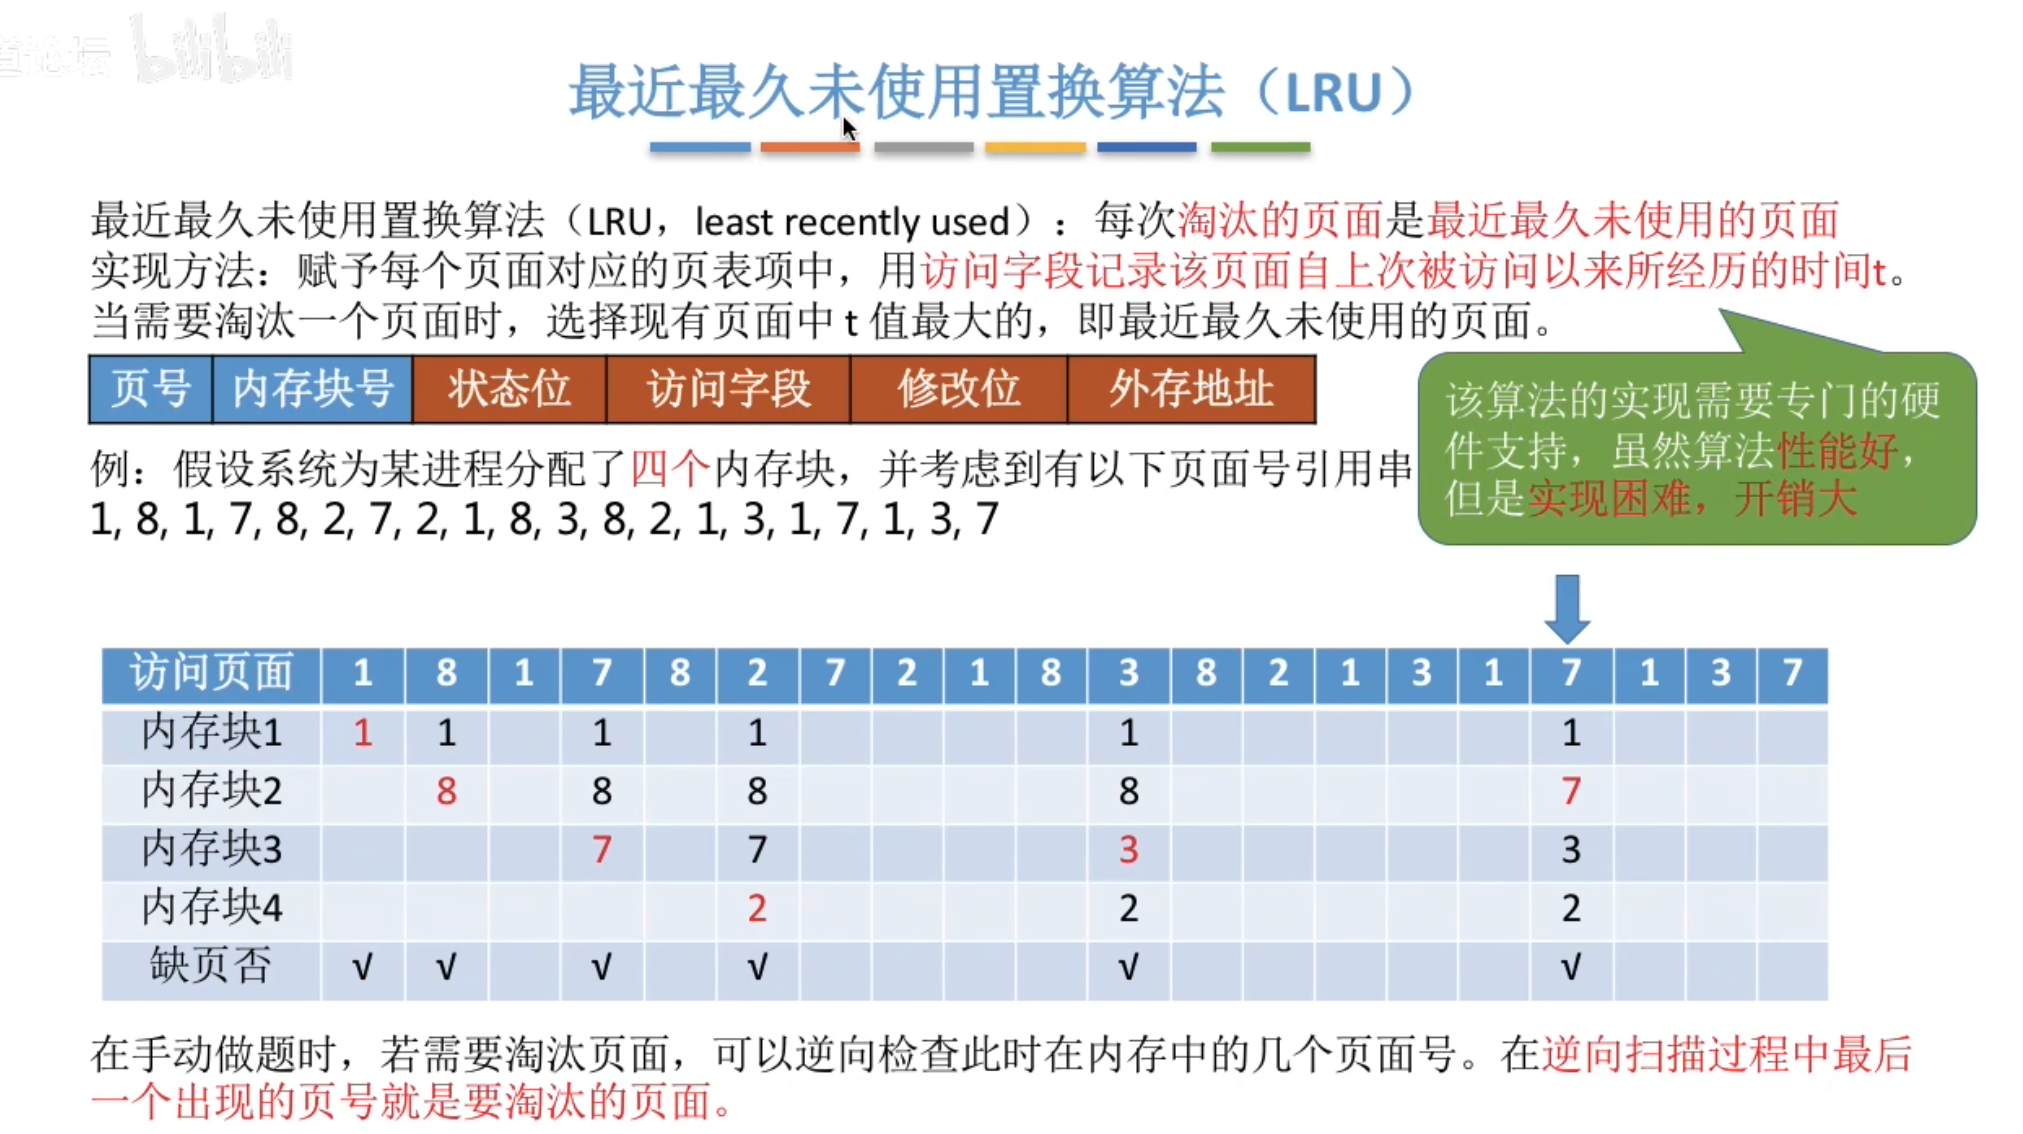 道论坛 bilibili
最近最久未使用置换算法（LRU）
最近最久未使用置换算法（LRU，least recently used）：每次淘汰的页面是最近最久未使用的页面
实现方法：赋予每个页面对应的页表项中，用访问字段记录该页面自上次被访问以来所经历的时间t。
当需要淘汰一个页面时，选择现有页面中 t 值最大的，即最近最久未使用的页面。
页号 内存块号 状态位 访问字段 修改位 外存地址
该算法的实现需要专门的硬
件支持，虽然算法性能好，
但是实现困难，开销大
例：假设系统为某进程分配了四个内存块，并考虑到有以下页面号引用串
1, 8, 1, 7, 8, 2, 7, 2, 1, 8, 3, 8, 2, 1, 3, 1, 7, 1, 3, 7
访问页面 1 8 1 7 8 2 7 2 1 8 3 8 2 1 3 1 7 1 3 7
内存块1 1 1 1 1 1 1
内存块2 8 8 8 8 7
内存块3 7 7 3 3
内存块4 2 2 2
缺页否 √ √ √ √ √ √
在手动做题时，若需要淘汰页面，可以逆向检查此时在内存中的几个页面号。在逆向扫描过程中最后
一个出现的页号就是要淘汰的页面。